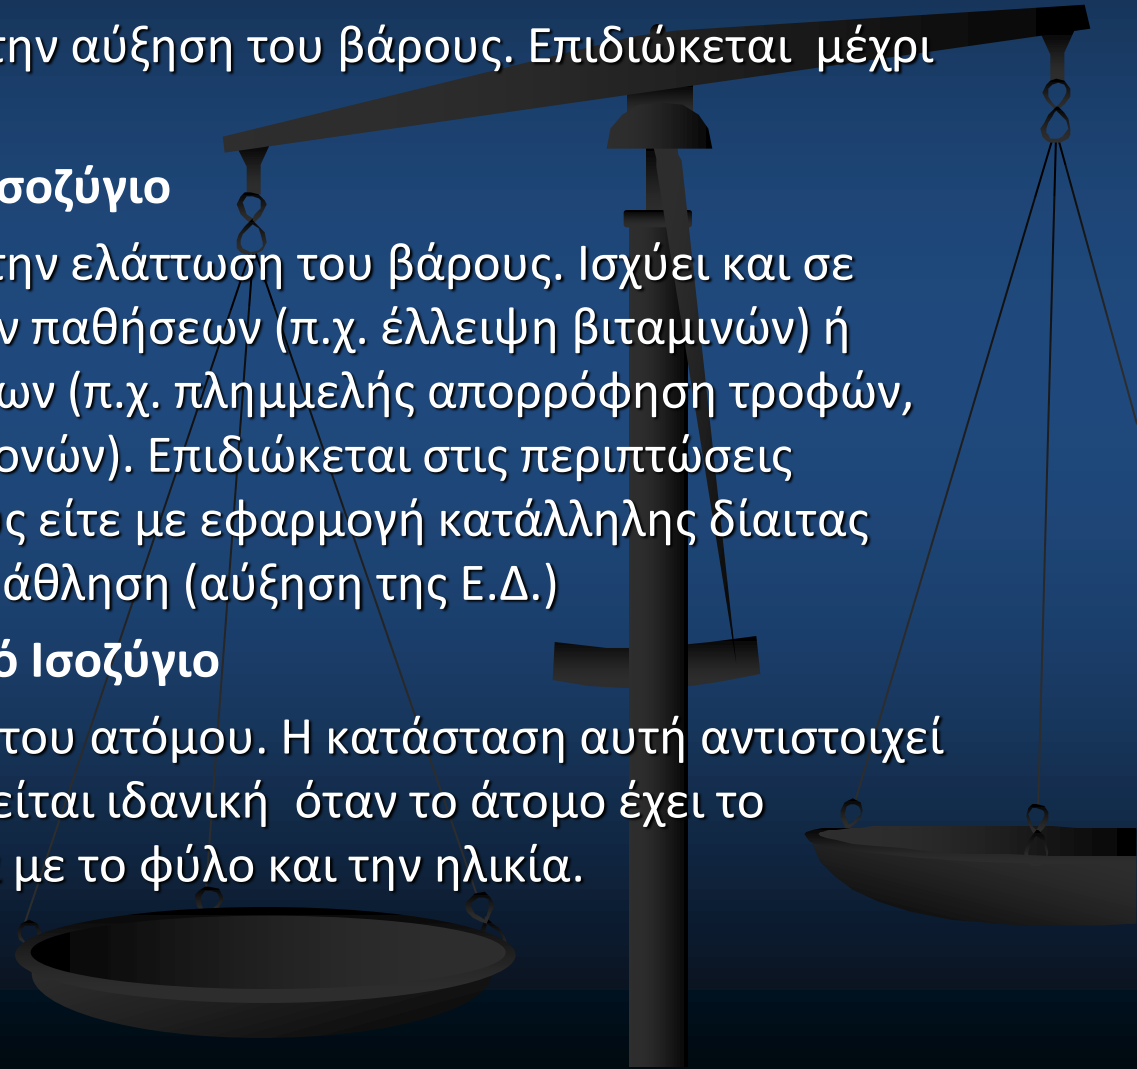 την αύξηση του βάρους. Επιδιώκεται μέχρι
σοζύγιο
την ελάττωση του βάρους. Ισχύει και σε
ν παθήσεων (π.χ. έλλειψη βιταμινών) ή
ων (π.χ. πλημμελής απορρόφηση τροφών,
ονών). Επιδιώκεται στις περιπτώσεις
ς είτε με εφαρμογή κατάλληλης δίαιτας
άθληση (αύξηση της Ε.Δ.)
ό Ισοζύγιο
του ατόμου. Η κατάσταση αυτή αντιστοιχεί
είται ιδανική όταν το άτομο έχει το
με το φύλο και την ηλικία.